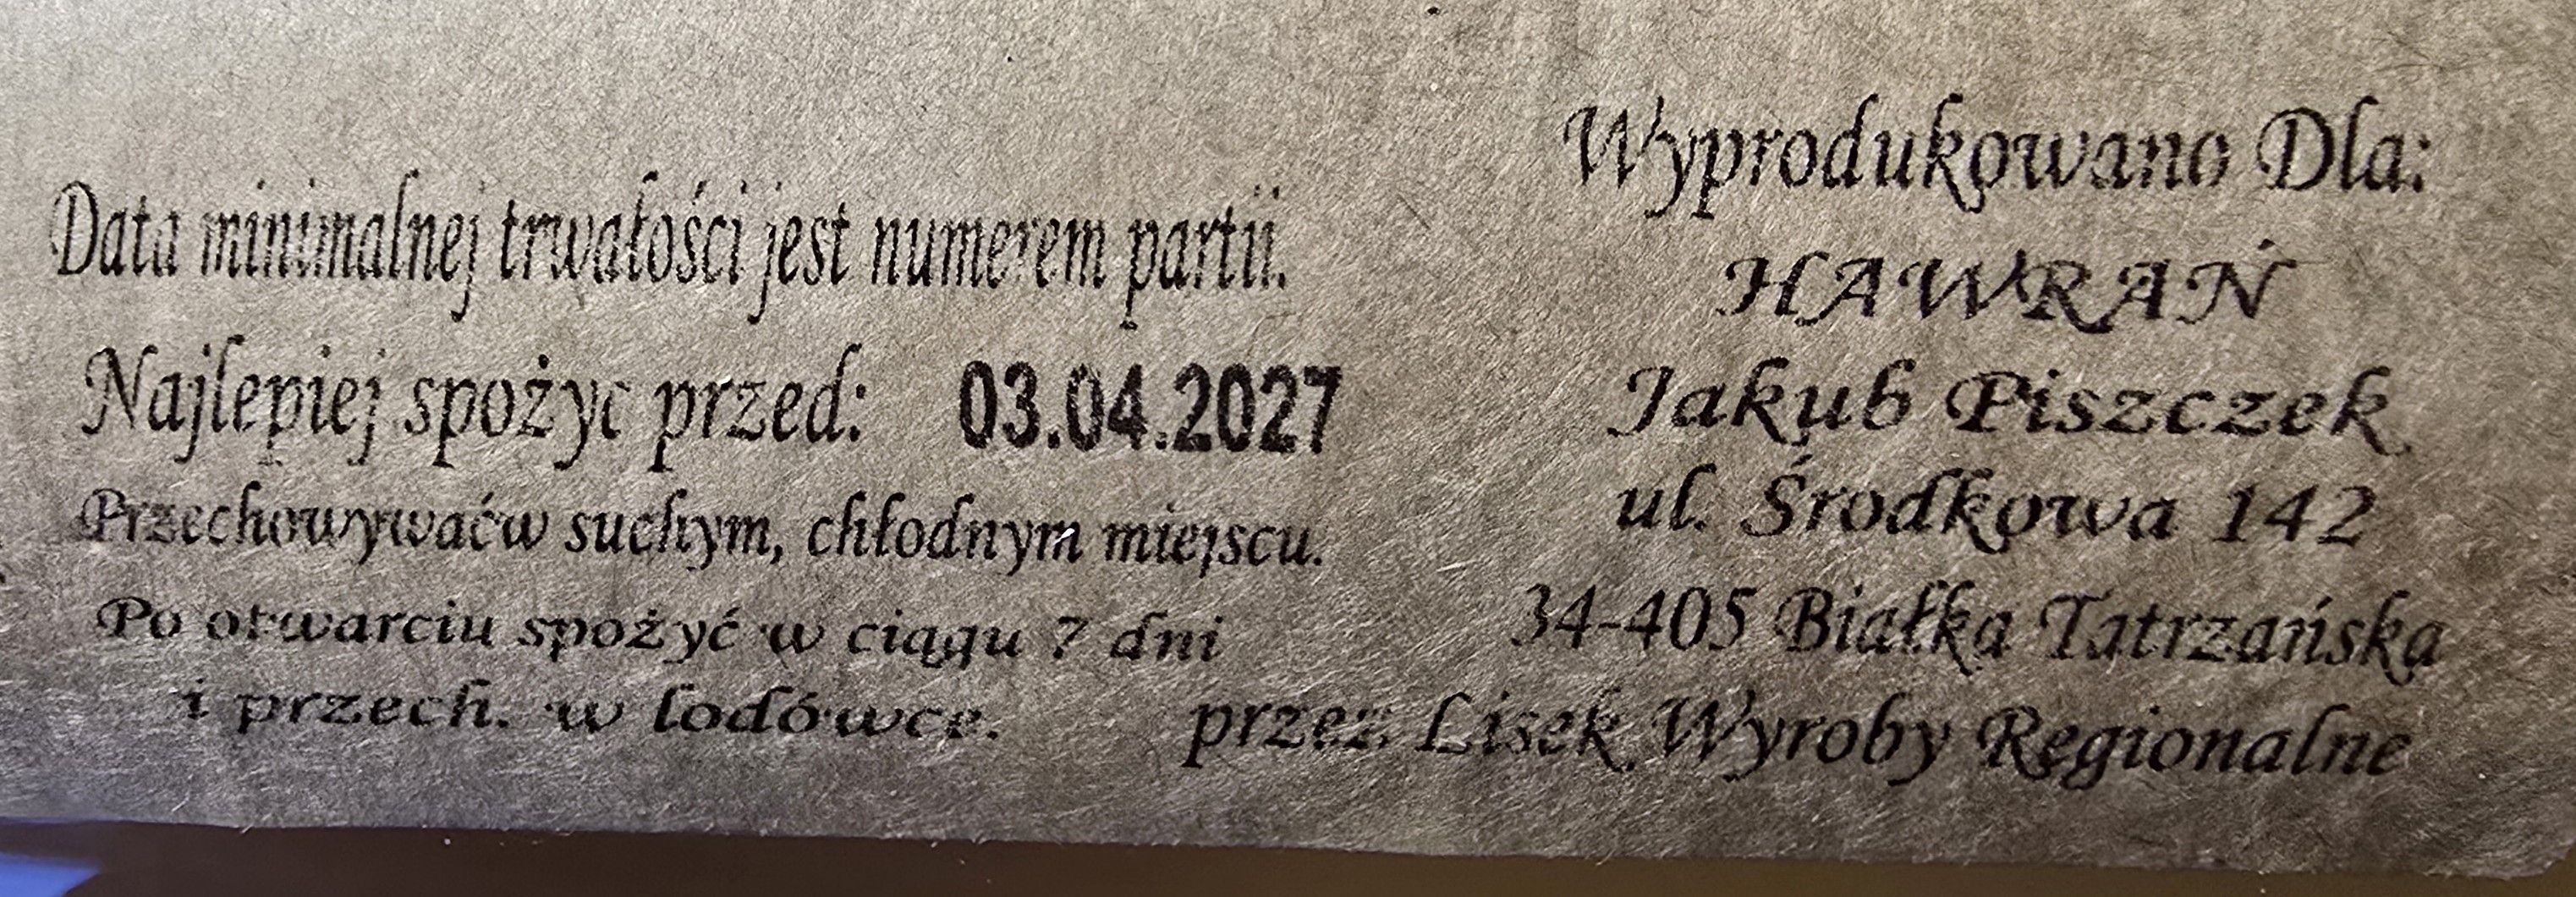 Data minimalnej trwałości jest numerem partii.
Najlepiej spożyc przed: 03.04.2027
Przechowywaćw suchym, chłodnym miejscu.
Po otwarciu spożyć w ciągu 7 dni
i przech. w lodówce.
Wyprodukowano Dla:
HAWRAŃ
Jakub Piszczek
ul. Środkowa 142
34-405 Białka Tatrzańska
przez Lisek Wyroby Regionalne